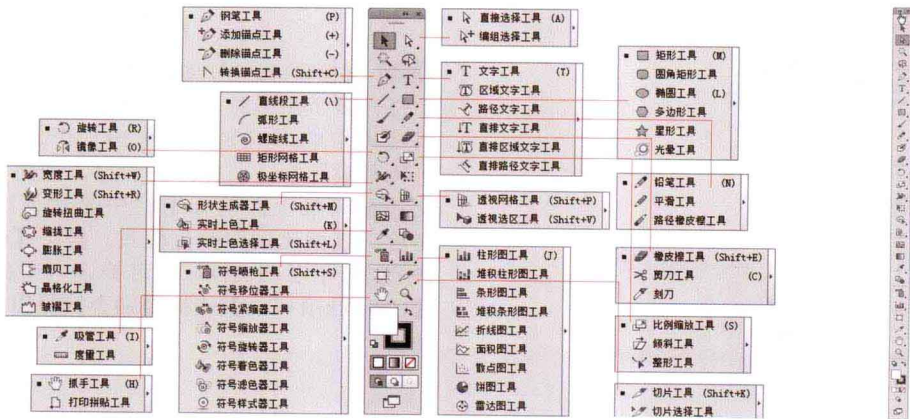 钢笔工具 (P)
添加锚点工具 (+)
删除锚点工具 (-)
转换锚点工具 (Shift+C)
直线段工具 (\)
弧形工具
螺旋线工具
矩形网格工具
极坐标网格工具
旋转工具 (R)
镜像工具 (O)
宽度工具 (Shift+W)
变形工具 (Shift+R)
旋转扭曲工具
缩拢工具
膨胀工具
扇贝工具
晶格化工具
皱褶工具
形状生成器工具 (Shift+M)
实时上色工具 (K)
实时上色选择工具 (Shift+L)
符号喷枪工具 (Shift+S)
符号移位器工具
符号紧缩器工具
符号缩放器工具
符号旋转器工具
符号着色器工具
符号滤色器工具
符号样式器工具
吸管工具 (I)
度量工具
抓手工具 (H)
打印拼贴工具
直接选择工具 (A)
编组选择工具
文字工具 (T)
区域文字工具
路径文字工具
直排文字工具
直排区域文字工具
直排路径文字工具
透视网格工具 (Shift+P)
透视选区工具 (Shift+V)
柱形图工具 (J)
堆积柱形图工具
条形图工具
堆积条形图工具
折线图工具
面积图工具
散点图工具
饼图工具
雷达图工具
矩形工具 (M)
圆角矩形工具
椭圆工具 (L)
多边形工具
星形工具
光晕工具
铅笔工具 (N)
平滑工具
路径橡皮擦工具
橡皮擦工具 (Shift+E)
剪刀工具 (C)
刻刀
比例缩放工具 (S)
倾斜工具
整形工具
切片工具 (Shift+K)
切片选择工具